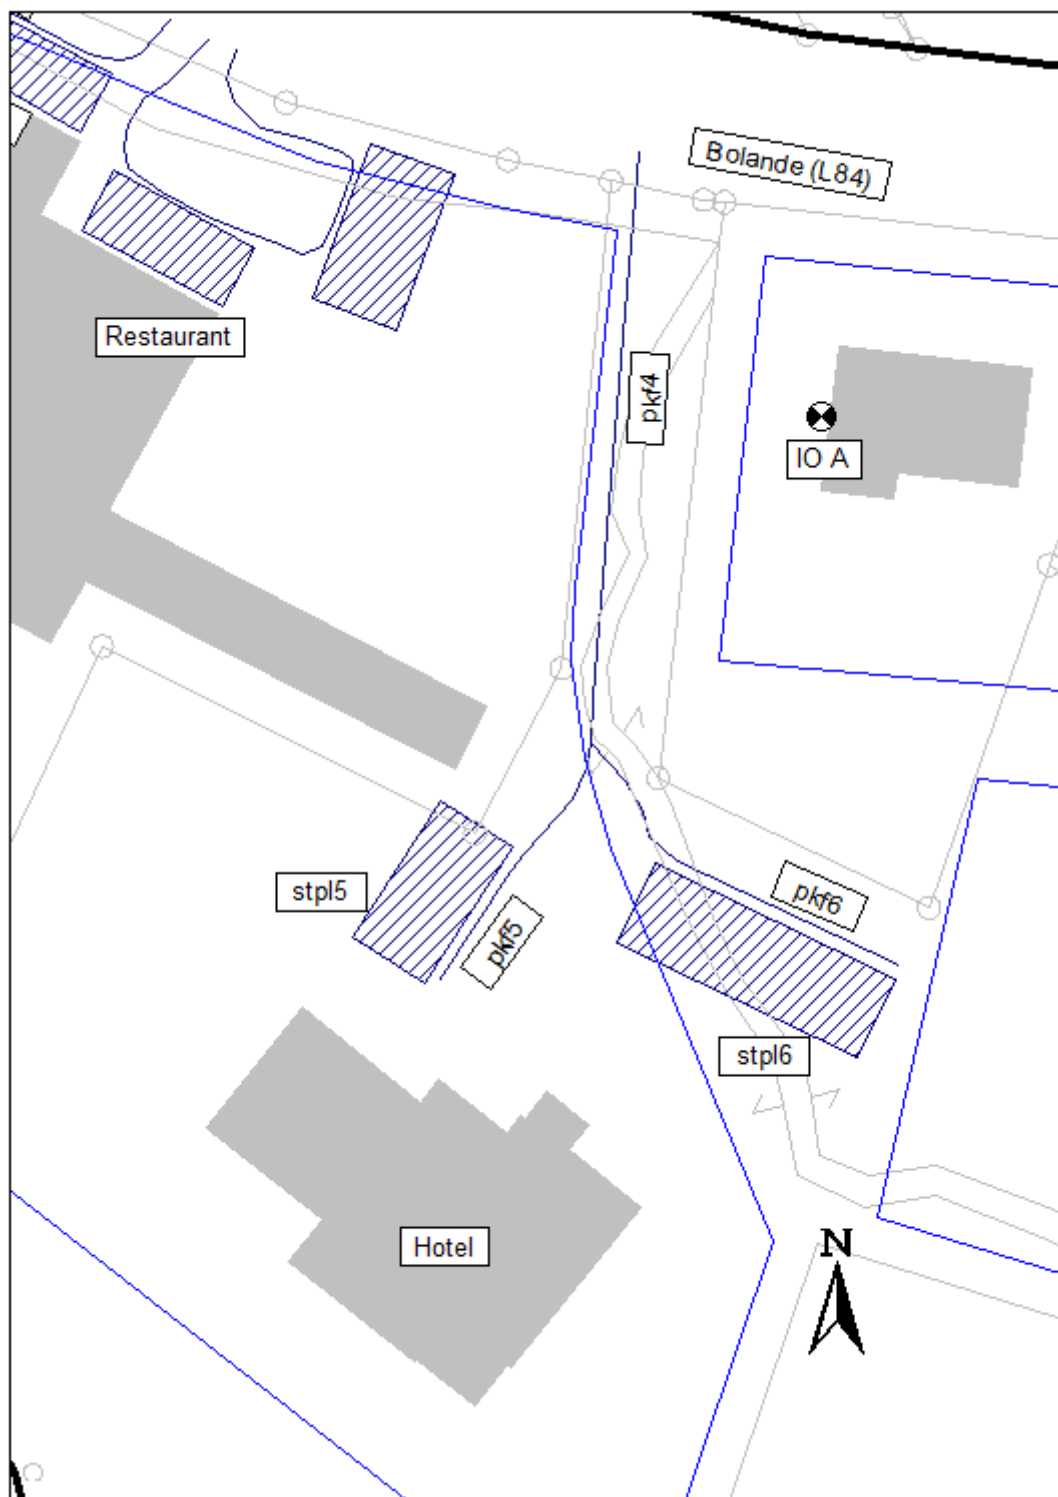 Bolande (L84)
Restaurant
pkf4
IO A
stpl5
pkf6
pkf5
stpl6
Hotel
N